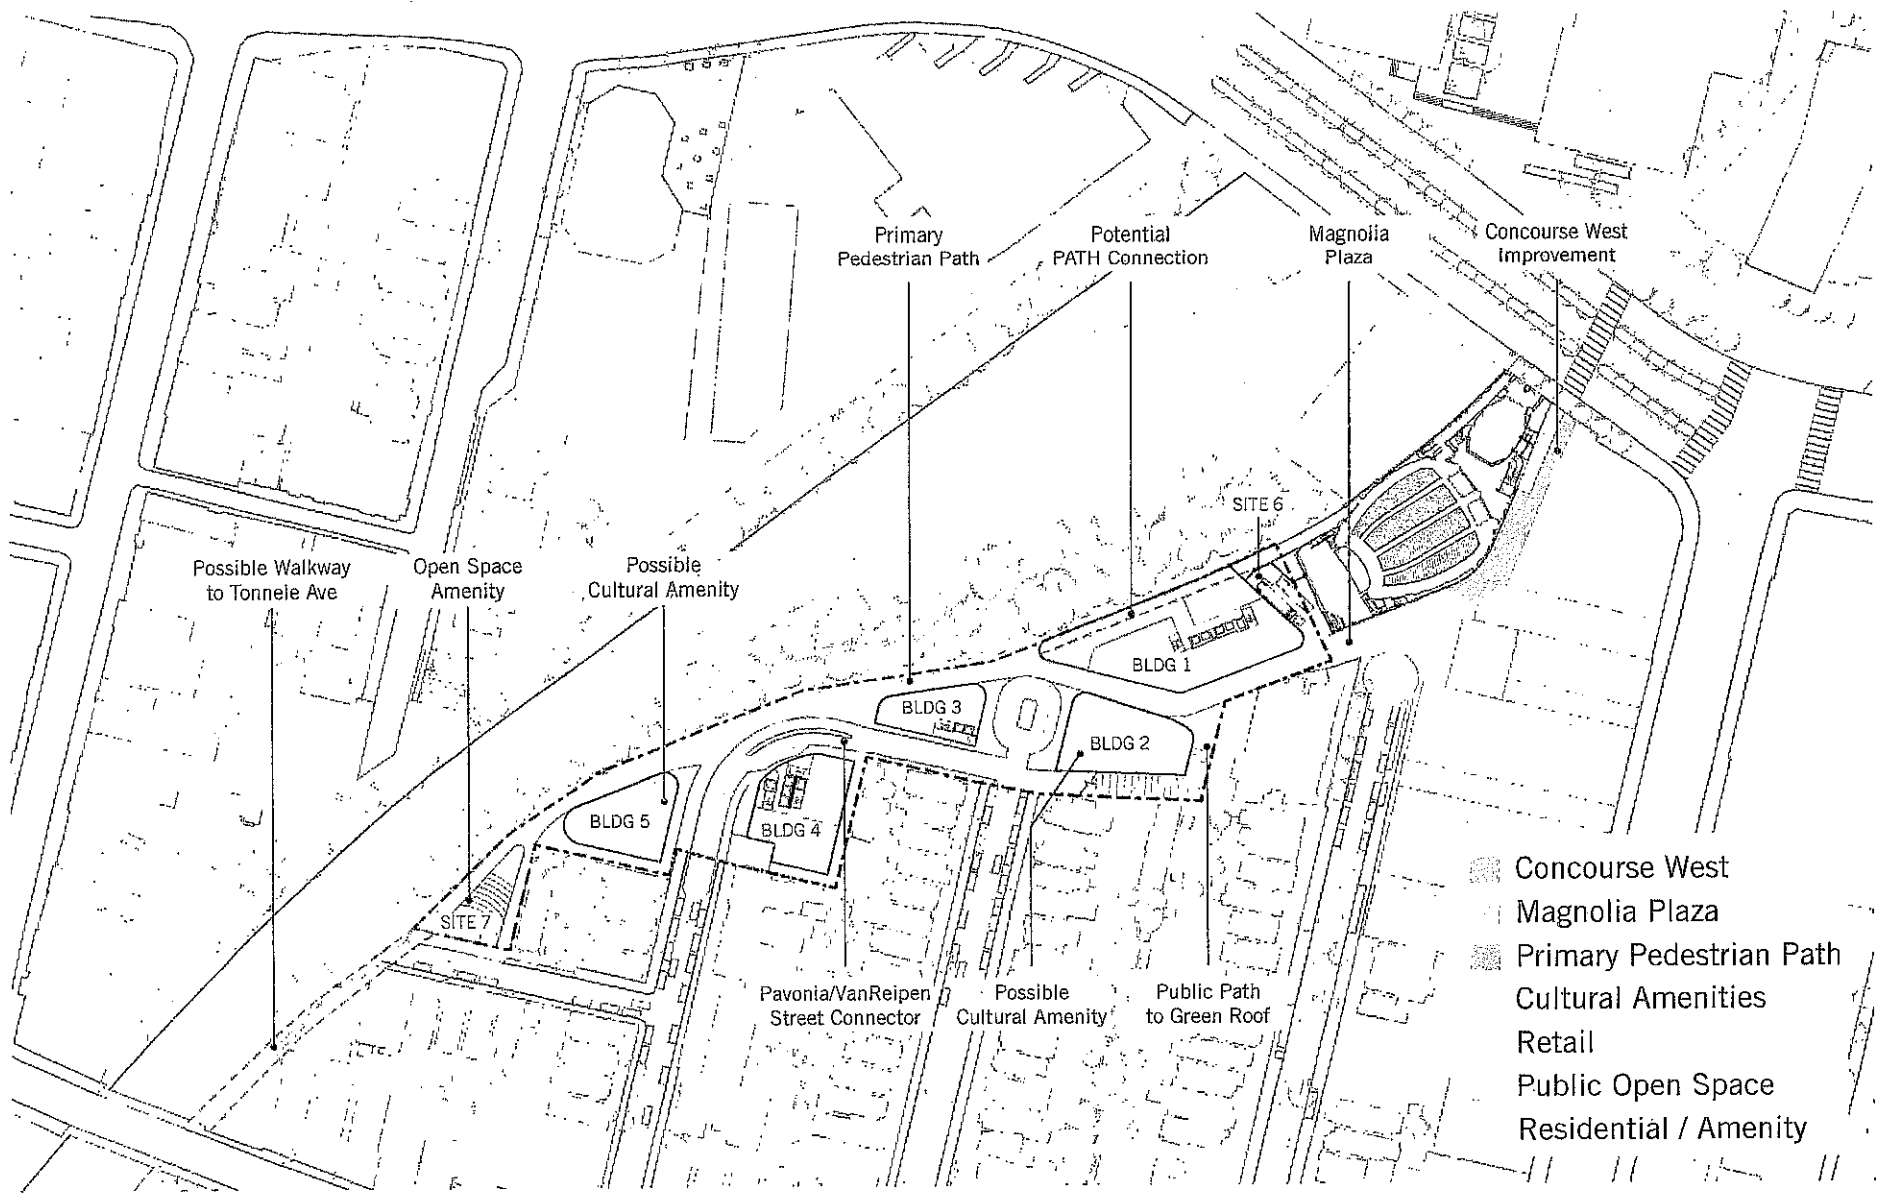 Primary
Pedestrian Path
Potential
PATH Connection
Magnolia
Plaza
Concourse West
Improvement
SITE 6
Possible Walkway
to Tonnele Ave
Open Space
Amenity
Possible
Cultural Amenity
BLDG 1
BLDG 3
BLDG 2
BLDG 5
BLDG 4
SITE 7
Pavonia/VanReipen
Street Connector
Possible
Cultural Amenity
Public Path
to Green Roof
Concourse West
Magnolia Plaza
Primary Pedestrian Path
Cultural Amenities
Retail
Public Open Space
Residential / Amenity